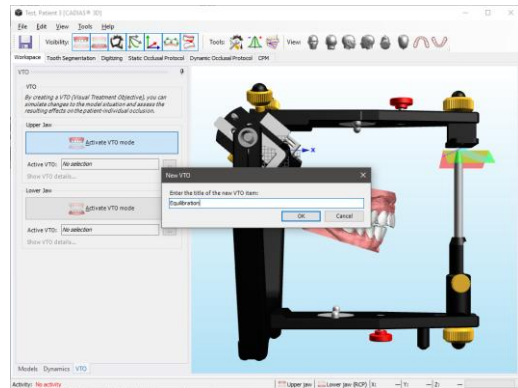 Test, Patient 3 [CADIAS® 3D]
File Edit View Tools Help
Visibility: Tools: View:
Workspace Tooth Segmentation Digitizing Static Occlusal Protocol Dynamic Occlusal Protocol CPM
VTO
VTO
By creating a VTO (Visual Treatment Objective), you can
simulate changes to the model situation and assess the
resulting effects on the patient-individual occlusion.
Upper Jaw
Activate VTO mode
Active VTO: No selection ...
Show VTO details...
Lower Jaw
Activate VTO mode
Active VTO: No selection ...
Show VTO details...
X
New VTO
Enter the title of the new VTO item:
Equilibration
OK Cancel
Models Dynamics VTO
Activity: No activity Upper jaw Lower jaw (RCP) X: — Y: — Z: —